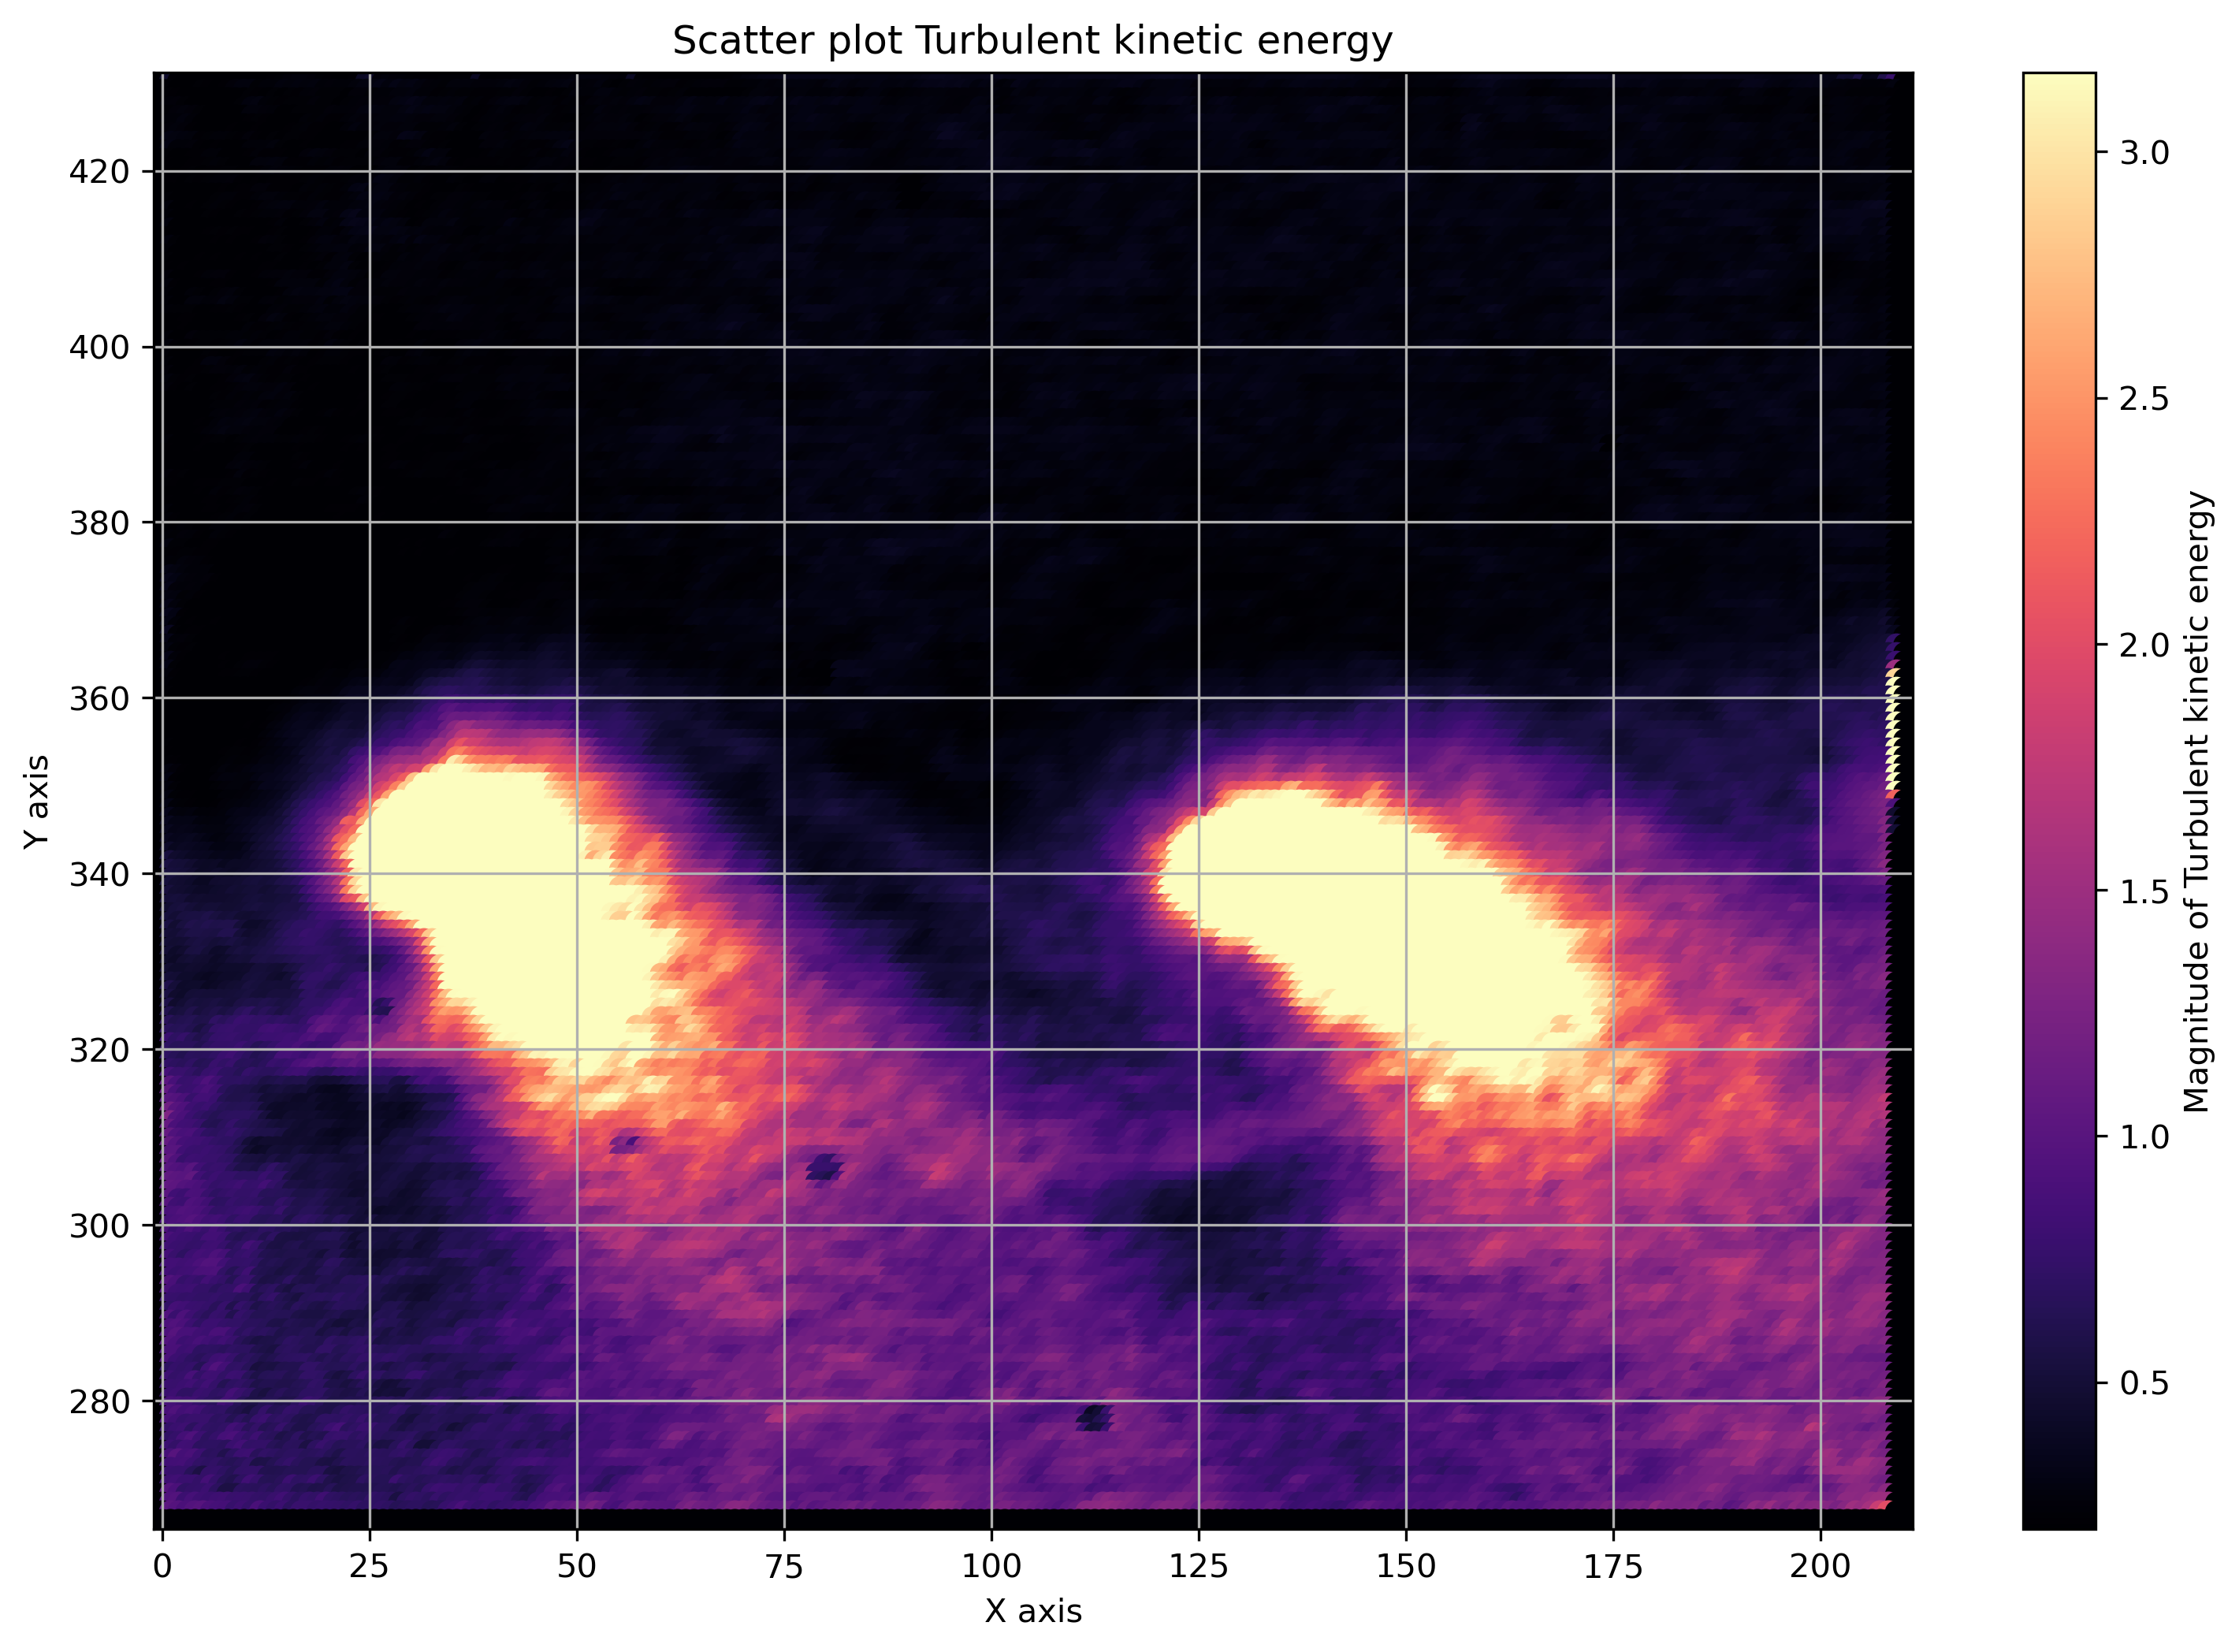 Scatter plot Turbulent kinetic energy
420
400
380
360
340
320
300
280
Y axis
0 25 50 75 100 125 150 175 200
X axis
3.0
2.5
2.0
1.5
1.0
0.5
Magnitude of Turbulent kinetic energy